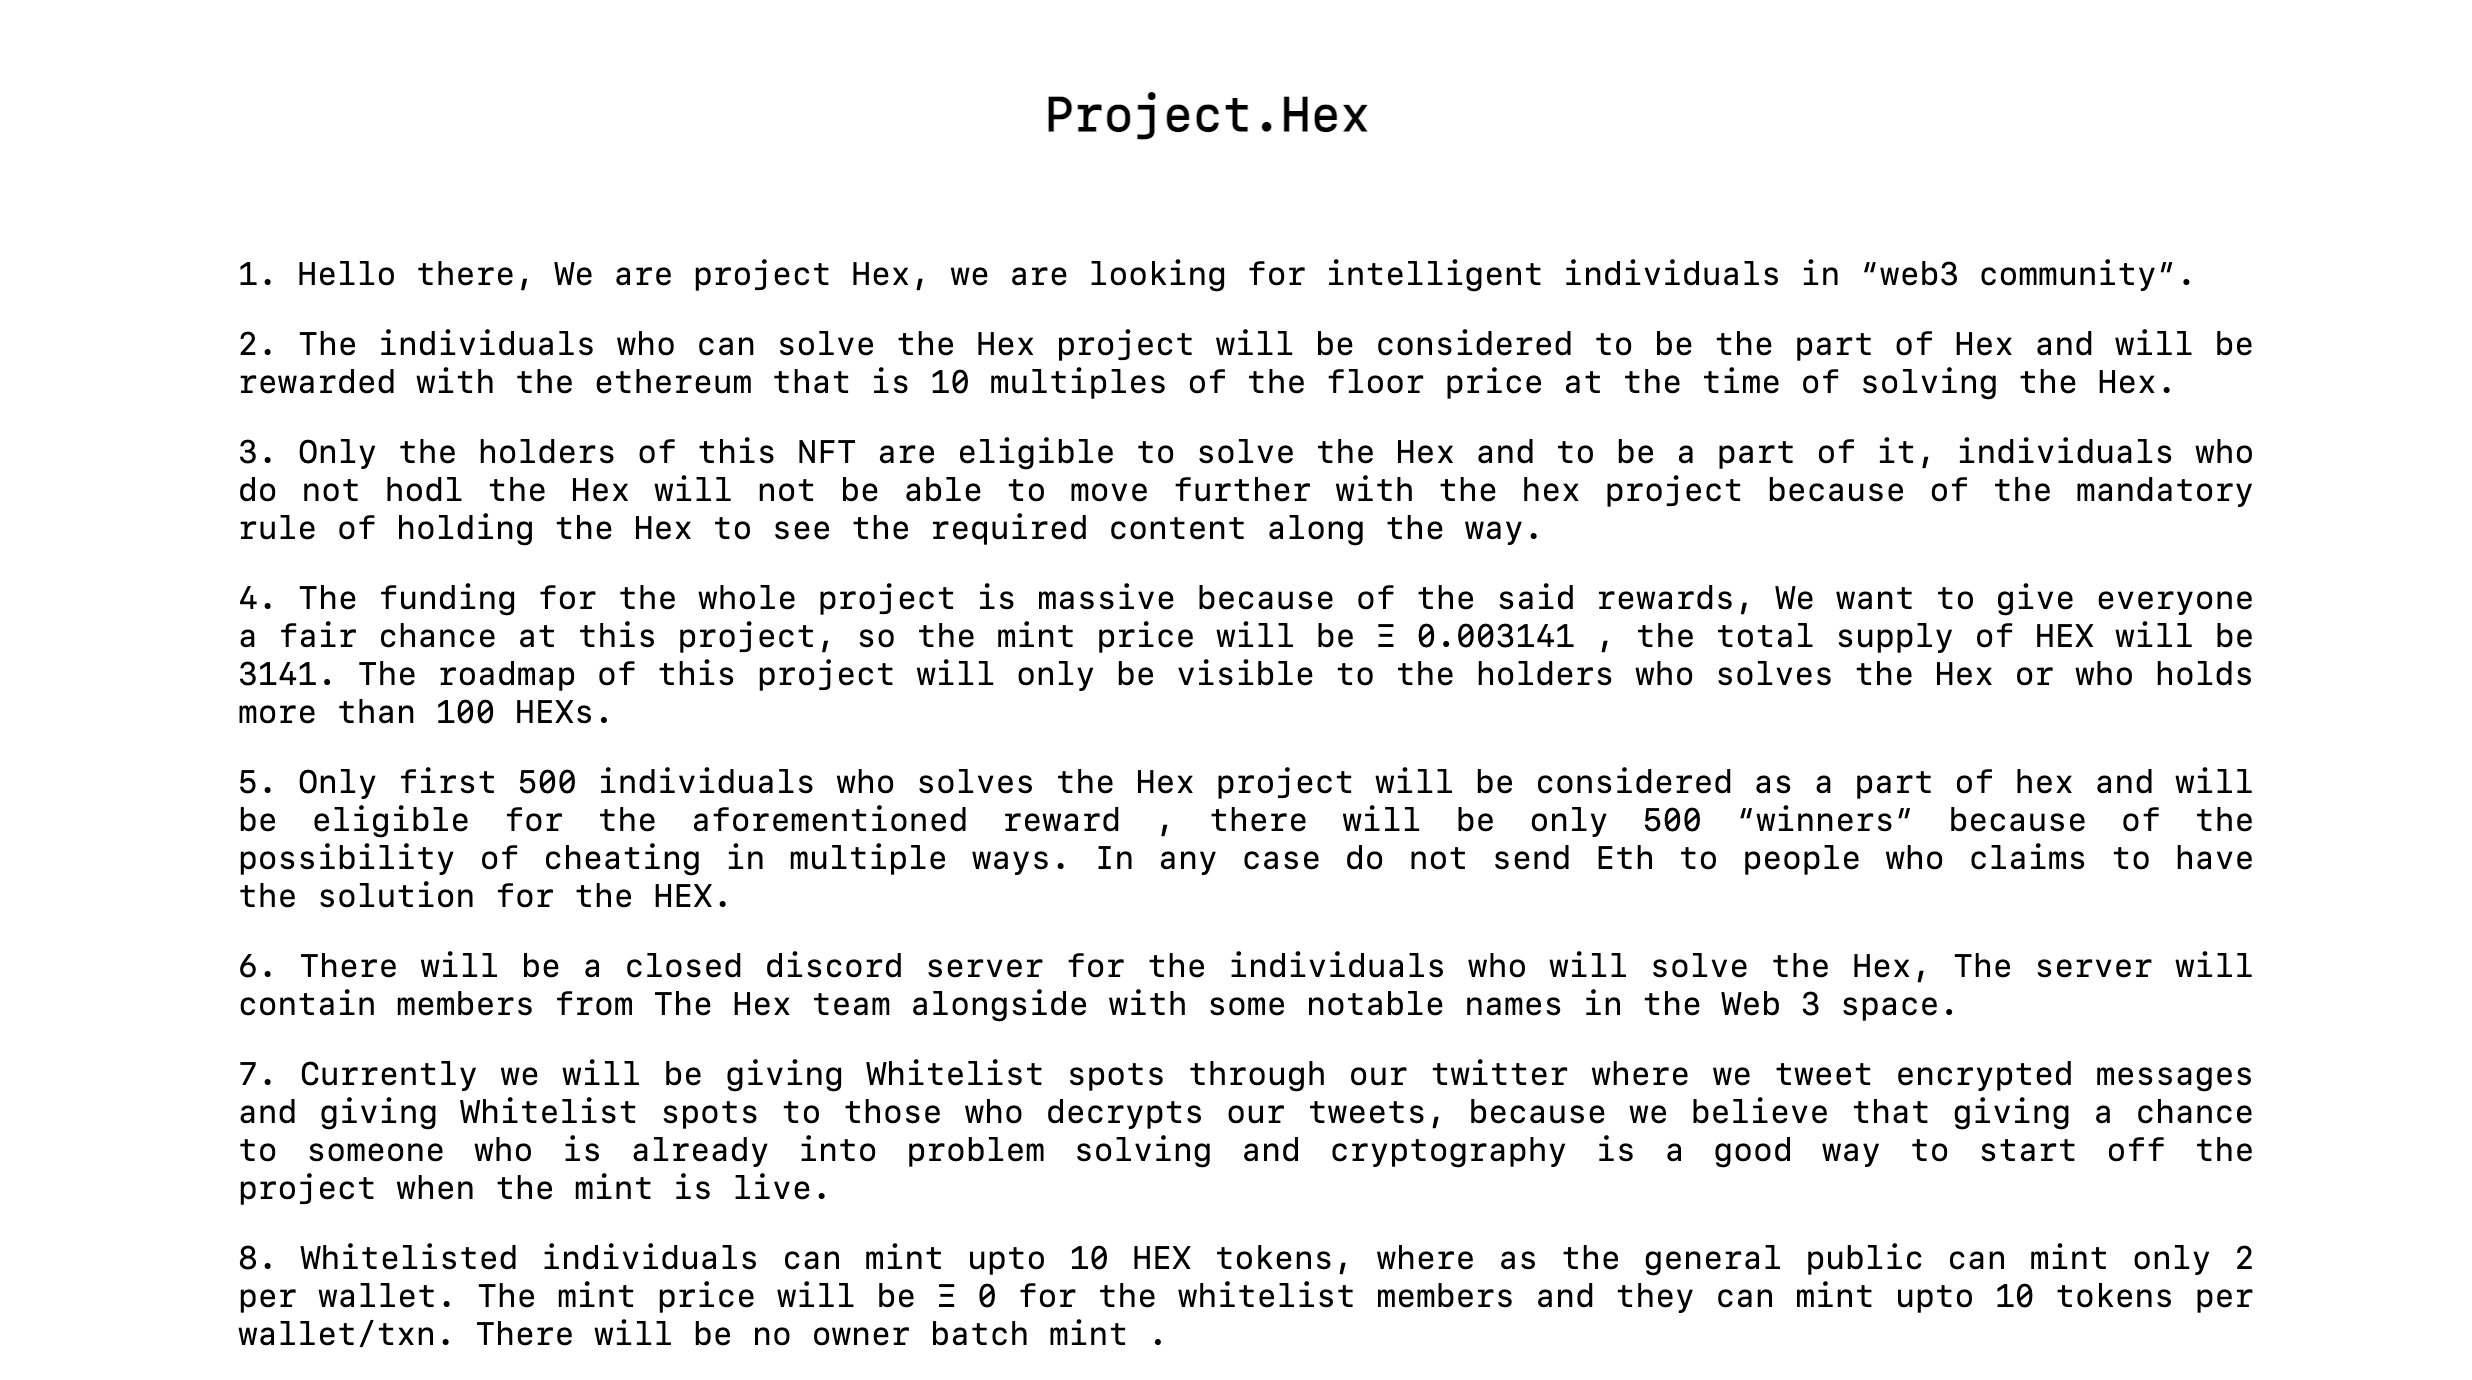 Project.Hex
1. Hello there, We are project Hex, we are looking for intelligent individuals in “web3 community”.
2. The individuals who can solve the Hex project will be considered to be the part of Hex and will be
rewarded with the ethereum that is 10 multiples of the floor price at the time of solving the Hex.
3. Only the holders of this NFT are eligible to solve the Hex and to be a part of it, individuals who
do not hodl the Hex will not be able to move further with the hex project because of the mandatory
rule of holding the Hex to see the required content along the way.
4. The funding for the whole project is massive because of the said rewards, We want to give everyone
a fair chance at this project, so the mint price will be Ξ 0.003141 , the total supply of HEX will be
3141. The roadmap of this project will only be visible to the holders who solves the Hex or who holds
more than 100 HEXs.
5. Only first 500 individuals who solves the Hex project will be considered as a part of hex and will
be eligible for the aforementioned reward , there will be only 500 “winners” because of the
possibility of cheating in multiple ways. In any case do not send Eth to people who claims to have
the solution for the HEX.
6. There will be a closed discord server for the individuals who will solve the Hex, The server will
contain members from The Hex team alongside with some notable names in the Web 3 space.
7. Currently we will be giving Whitelist spots through our twitter where we tweet encrypted messages
and giving Whitelist spots to those who decrypts our tweets, because we believe that giving a chance
to someone who is already into problem solving and cryptography is a good way to start off the
project when the mint is live.
8. Whitelisted individuals can mint upto 10 HEX tokens, where as the general public can mint only 2
per wallet. The mint price will be Ξ 0 for the whitelist members and they can mint upto 10 tokens per
wallet/txn. There will be no owner batch mint .